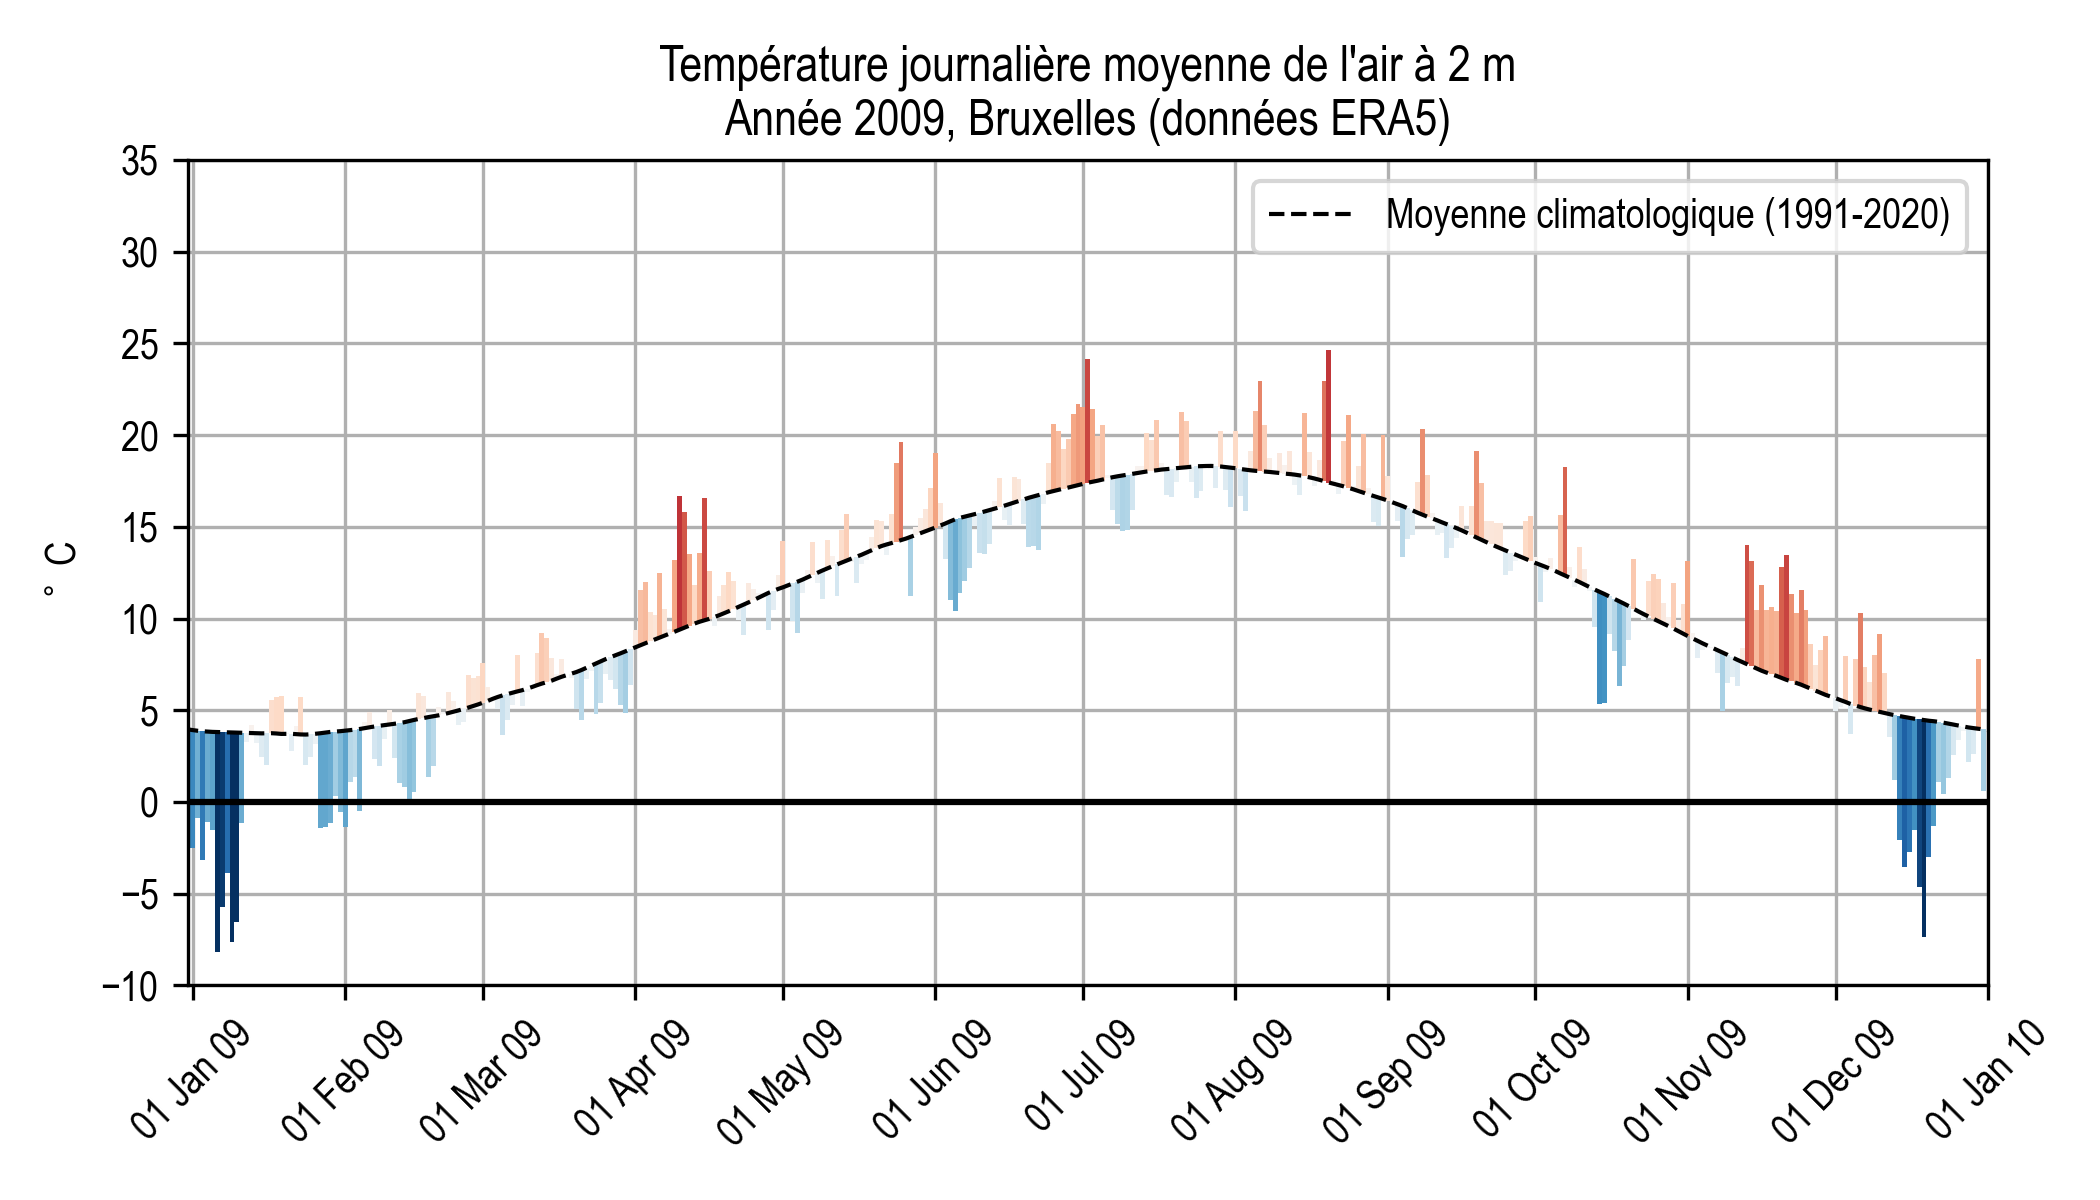 Température journalière moyenne de l'air à 2 m
Année 2009, Bruxelles (données ERA5)
35
30
25
20
15
10
5
0
−5
−10
° C
Moyenne climatologique (1991-2020)
01 Jan 09
01 Feb 09
01 Mar 09
01 Apr 09
01 May 09
01 Jun 09
01 Jul 09
01 Aug 09
01 Sep 09
01 Oct 09
01 Nov 09
01 Dec 09
01 Jan 10